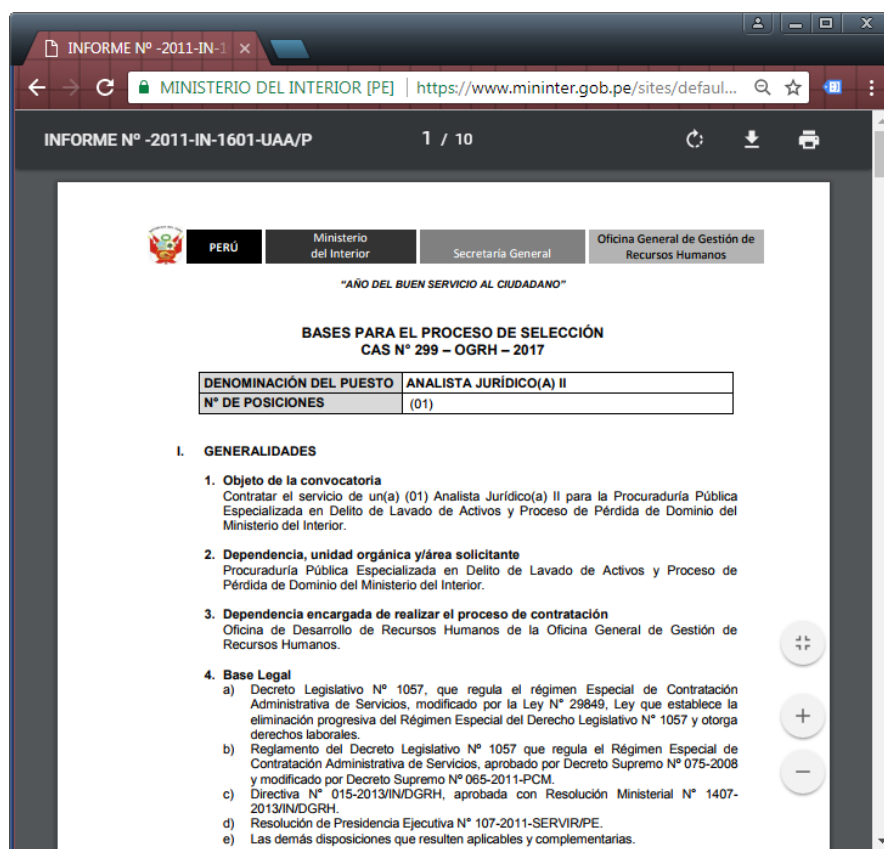 INFORME Nº -2011-IN-1
MINISTERIO DEL INTERIOR [PE] | https://www.mininter.gob.pe/sites/defaul...
INFORME Nº -2011-IN-1601-UAA/P 1 / 10
PERÚ
Ministerio
del Interior
Secretaría General
Oficina General de Gestión de
Recursos Humanos
"AÑO DEL BUEN SERVICIO AL CIUDADANO"
BASES PARA EL PROCESO DE SELECCIÓN
CAS N° 299 – OGRH – 2017
DENOMINACIÓN DEL PUESTO ANALISTA JURÍDICO(A) II
N° DE POSICIONES (01)
I. GENERALIDADES
1. Objeto de la convocatoria
Contratar el servicio de un(a) (01) Analista Jurídico(a) II para la Procuraduría Pública
Especializada en Delito de Lavado de Activos y Proceso de Pérdida de Dominio del
Ministerio del Interior.
2. Dependencia, unidad orgánica y/área solicitante
Procuraduría Pública Especializada en Delito de Lavado de Activos y Proceso de
Pérdida de Dominio del Ministerio del Interior.
3. Dependencia encargada de realizar el proceso de contratación
Oficina de Desarrollo de Recursos Humanos de la Oficina General de Gestión de
Recursos Humanos.
4. Base Legal
a) Decreto Legislativo Nº 1057, que regula el régimen Especial de Contratación
Administrativa de Servicios, modificado por la Ley N° 29849, Ley que establece la
eliminación progresiva del Régimen Especial del Derecho Legislativo N° 1057 y otorga
derechos laborales.
b) Reglamento del Decreto Legislativo Nº 1057 que regula el Régimen Especial de
Contratación Administrativa de Servicios, aprobado por Decreto Supremo Nº 075-2008
y modificado por Decreto Supremo Nº 065-2011-PCM.
c) Directiva N° 015-2013/IN/DGRH, aprobada con Resolución Ministerial N° 1407-
2013/IN/DGRH.
d) Resolución de Presidencia Ejecutiva N° 107-2011-SERVIR/PE.
e) Las demás disposiciones que resulten aplicables y complementarias.